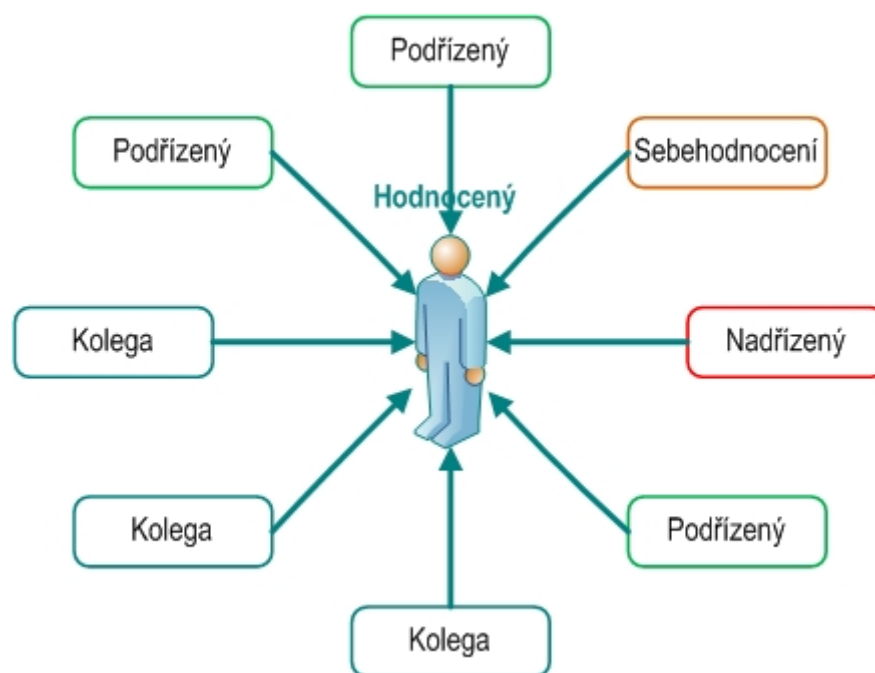 Podřízený
Podřízený
Sebehodnocení
Hodnocený
Kolega
Nadřízený
Kolega
Podřízený
Kolega